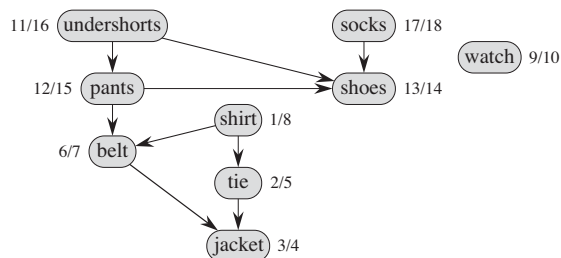 11/16 undershorts socks 17/18
watch 9/10
12/15 pants shoes 13/14
shirt 1/8
6/7 belt
tie 2/5
jacket 3/4